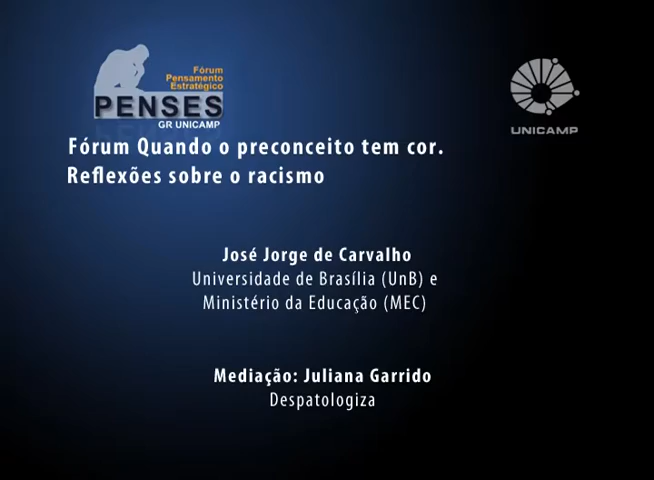 Fórum
Pensamento
Estratégico
PENSES
GR UNICAMP
UNICAMP
Fórum Quando o preconceito tem cor.
Reflexões sobre o racismo
José Jorge de Carvalho
Universidade de Brasília (UnB) e
Ministério da Educação (MEC)
Mediação: Juliana Garrido
Despatologiza